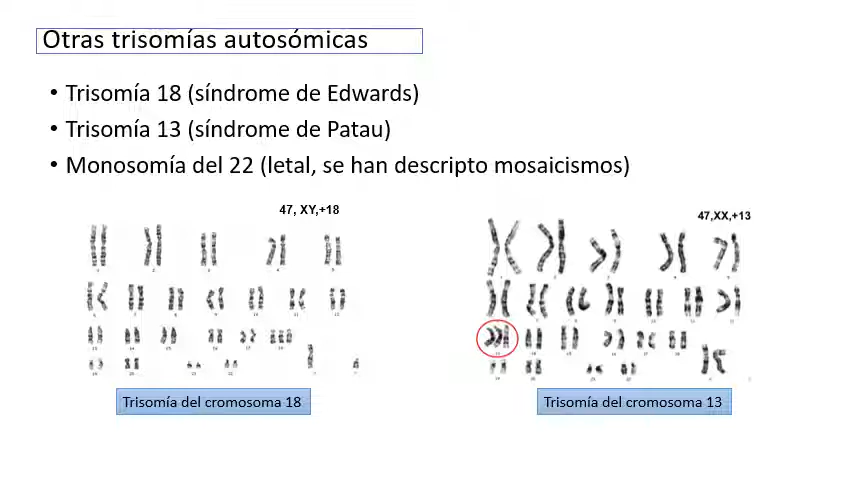 Otras trisomías autosómicas
• Trisomía 18 (síndrome de Edwards)
• Trisomía 13 (síndrome de Patau)
• Monosomía del 22 (letal, se han descripto mosaicismos)
47, XY,+18
47,XX,+13
Trisomía del cromosoma 18
Trisomía del cromosoma 13